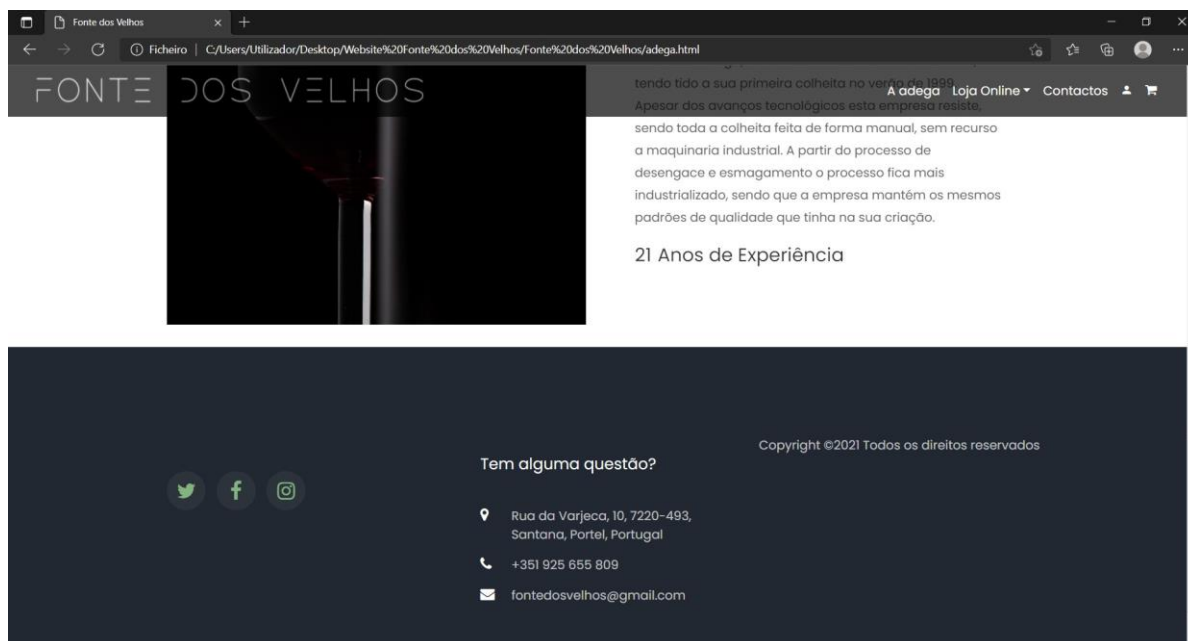 Fonte dos Velhos
Ficheiro | C:/Users/Utilizador/Desktop/Website%20Fonte%20dos%20Velhos/Fonte%20dos%20Velhos/adega.html
FONTE DOS VELHOS
A adega Loja Online Contactos
tendo tido a sua primeira colheita no verão de 1999.
Apesar dos avanços tecnológicos esta empresa resiste,
sendo toda a colheita feita de forma manual, sem recurso
a maquinaria industrial. A partir do processo de
desengace e esmagamento o processo fica mais
industrializado, sendo que a empresa mantém os mesmos
padrões de qualidade que tinha na sua criação.
21 Anos de Experiência
Copyright ©2021 Todos os direitos reservados
Tem alguma questão?
Rua da Varjeca, 10, 7220-493,
Santana, Portel, Portugal
+351 925 655 809
fontedosvelhos@gmail.com